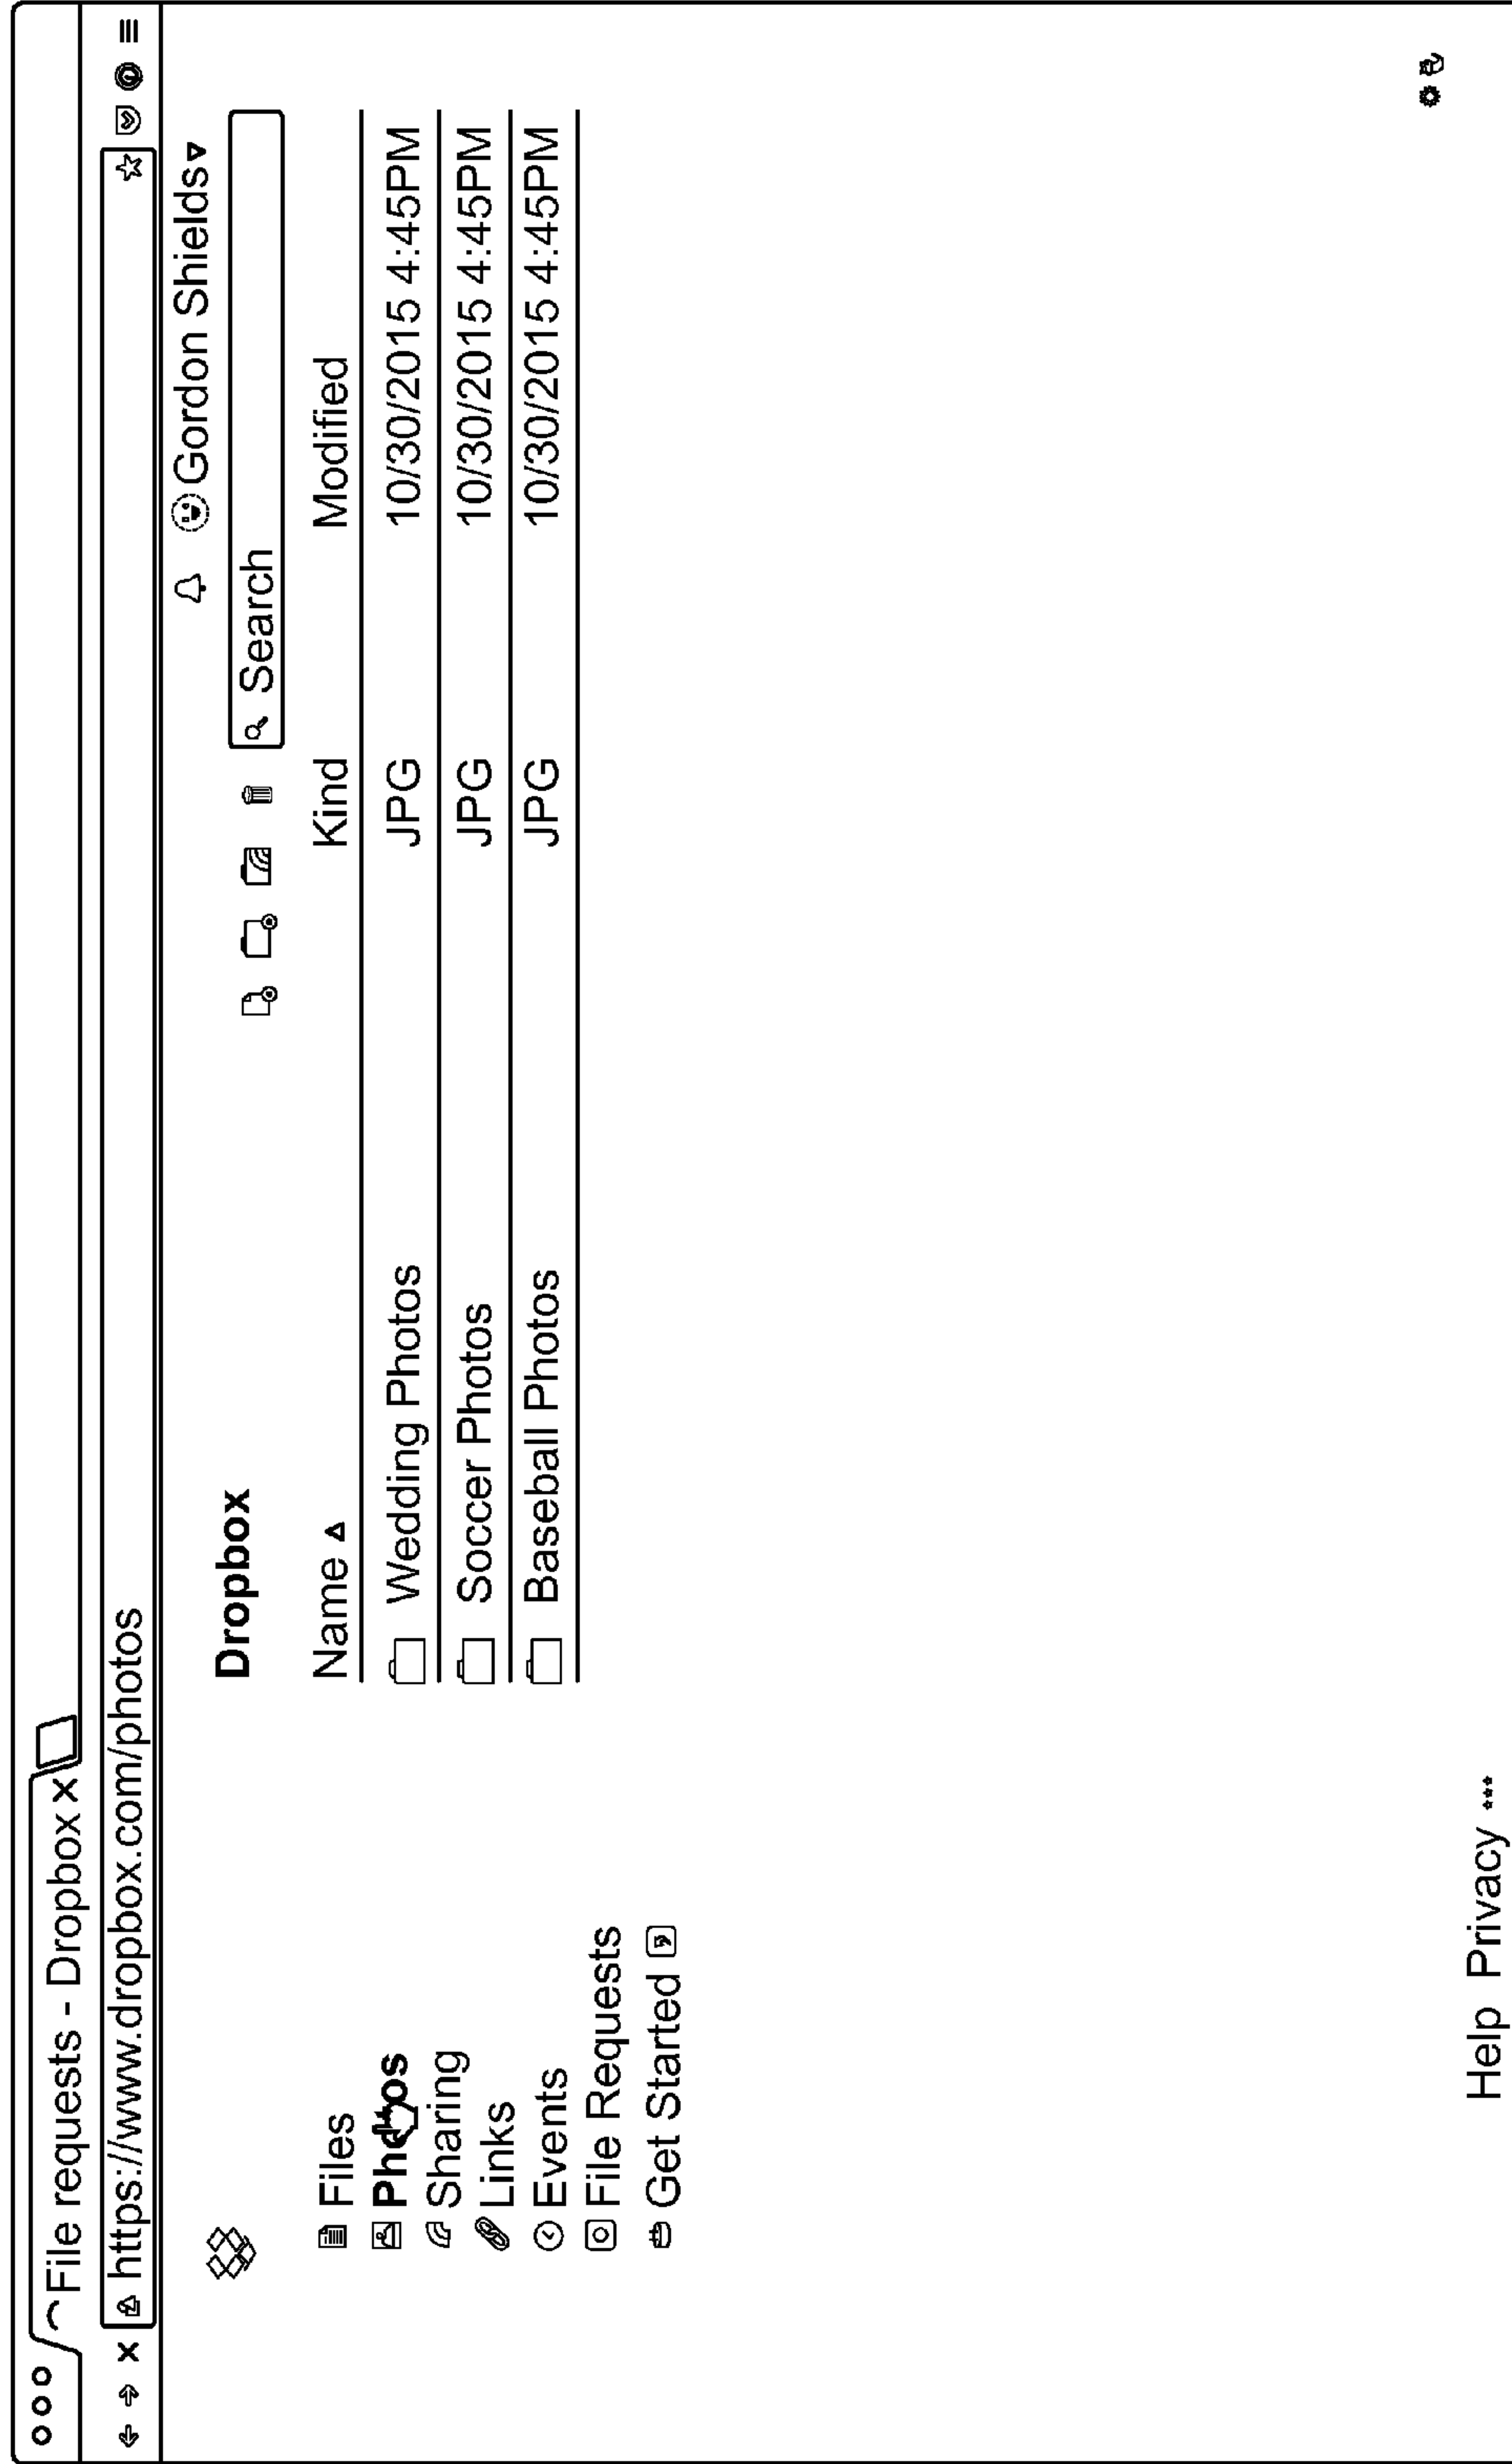 File requests - Dropbox x
https://www.dropbox.com/photos
Gordon Shields
Dropbox
Search
Name Kind Modified
Wedding Photos JPG 10/30/2015 4:45PM
Soccer Photos JPG 10/30/2015 4:45PM
Baseball Photos JPG 10/30/2015 4:45PM
Files
Photos
Sharing
Links
Events
File Requests
Get Started
Help Privacy